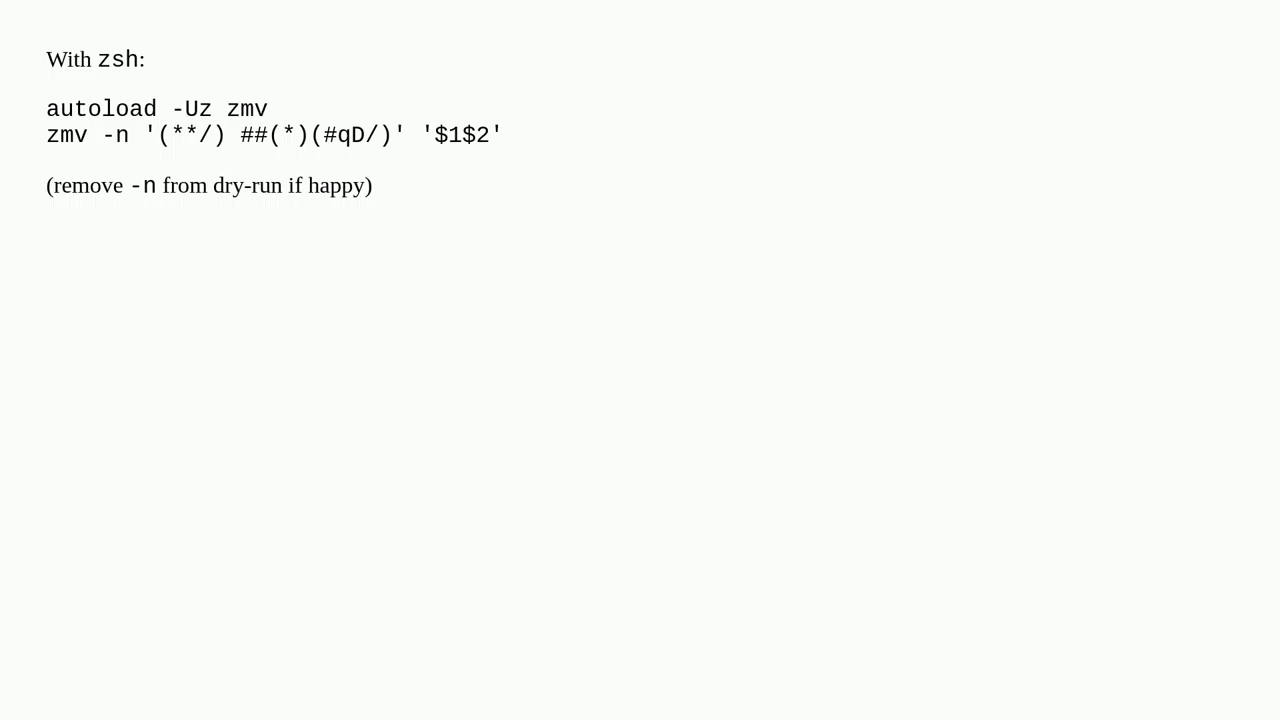 With zsh:
autoload -Uz zmv
zmv -n '(**/) ##(*)(#qD/)' '$1$2'
(remove -n from dry-run if happy)